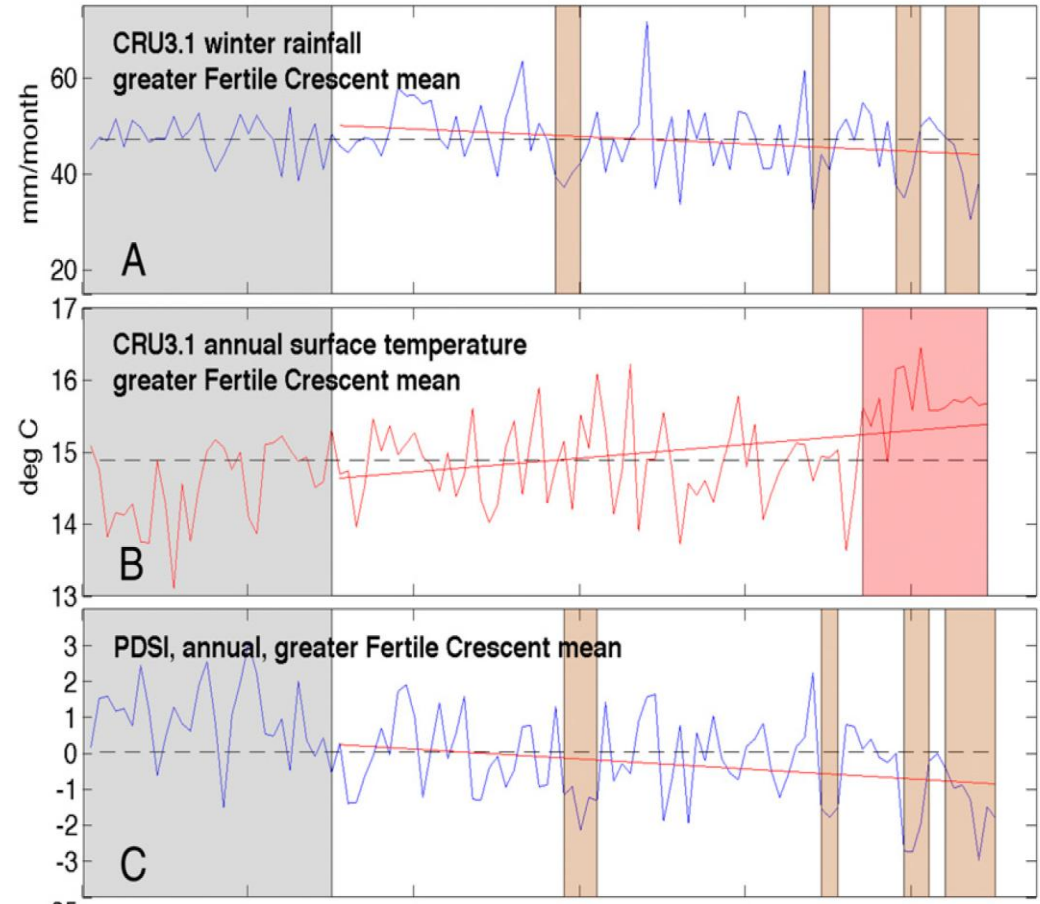 CRU3.1 winter rainfall
greater Fertile Crescent mean
mm/month
60
40
20
A
CRU3.1 annual surface temperature
greater Fertile Crescent mean
deg C
17
16
15
14
13
B
PDSI, annual, greater Fertile Crescent mean
3
2
1
0
-1
-2
-3
C